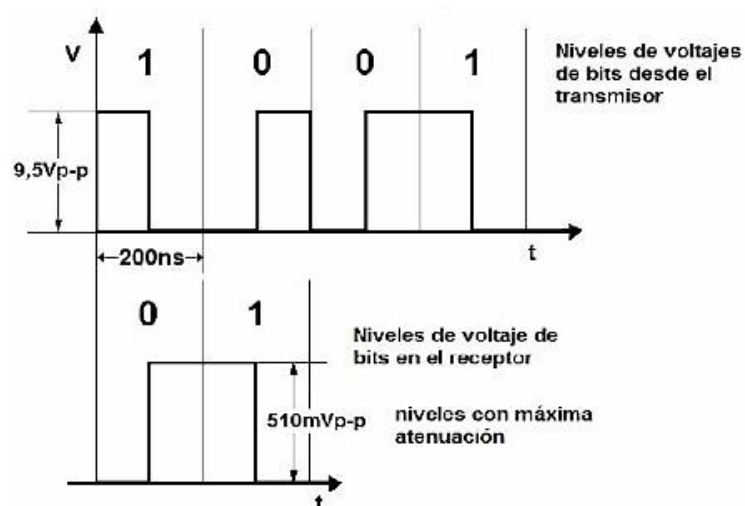 V
1 0 0 1
Niveles de voltajes
de bits desde el
transmisor
9,5Vp-p
200ns
t
0 1
Niveles de voltaje de
bits en el receptor
510mVp-p
niveles con máxima
atenuación
t